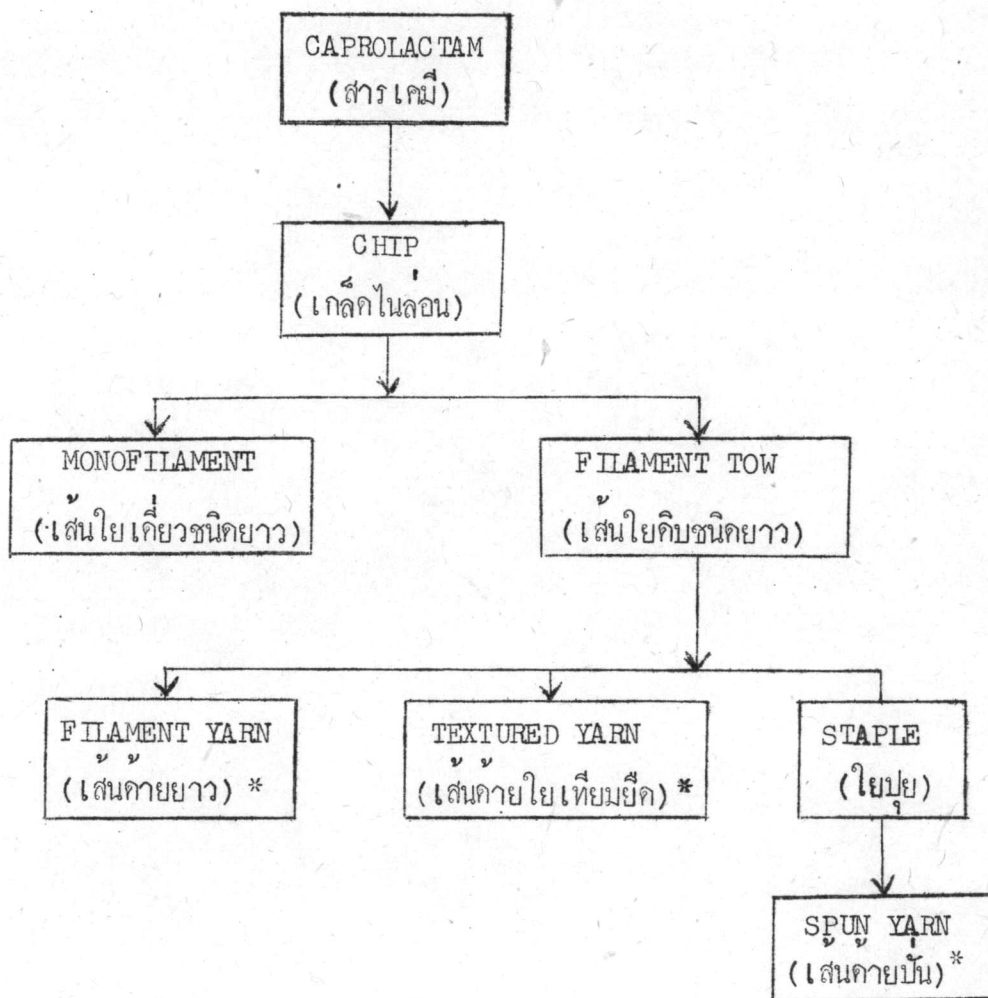 CAPROLACTAM
(สารเคมี)
CHIP
(เกล็ดไนล่อน)
MONOFILAMENT
(เส้นใยเดี่ยวชนิดยาว)
FILAMENT TOW
(เส้นใยดิบชนิดยาว)
FILAMENT YARN
(เส้นด้ายยาว) *
TEXTURED YARN
(เส้นด้ายใยเทียมยืด) *
STAPLE
(ใยปุย)
SPUN YARN
(เส้นด้ายปั่น) *